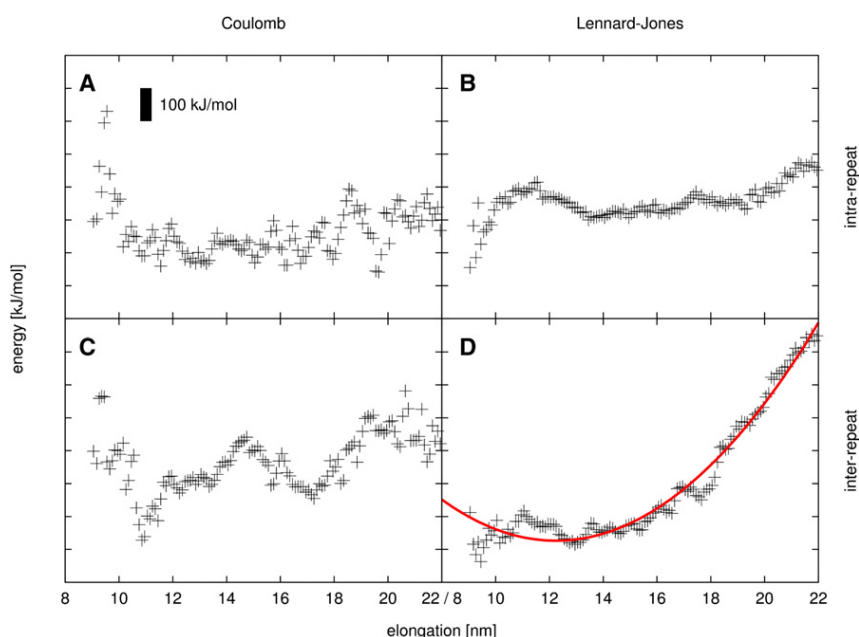 Coulomb Lennard-Jones
A B
100 kJ/mol
intra-repeat
energy [kJ/mol]
C D
inter-repeat
8 10 12 14 16 18 20 22 / 8 10 12 14 16 18 20 22
elongation [nm]